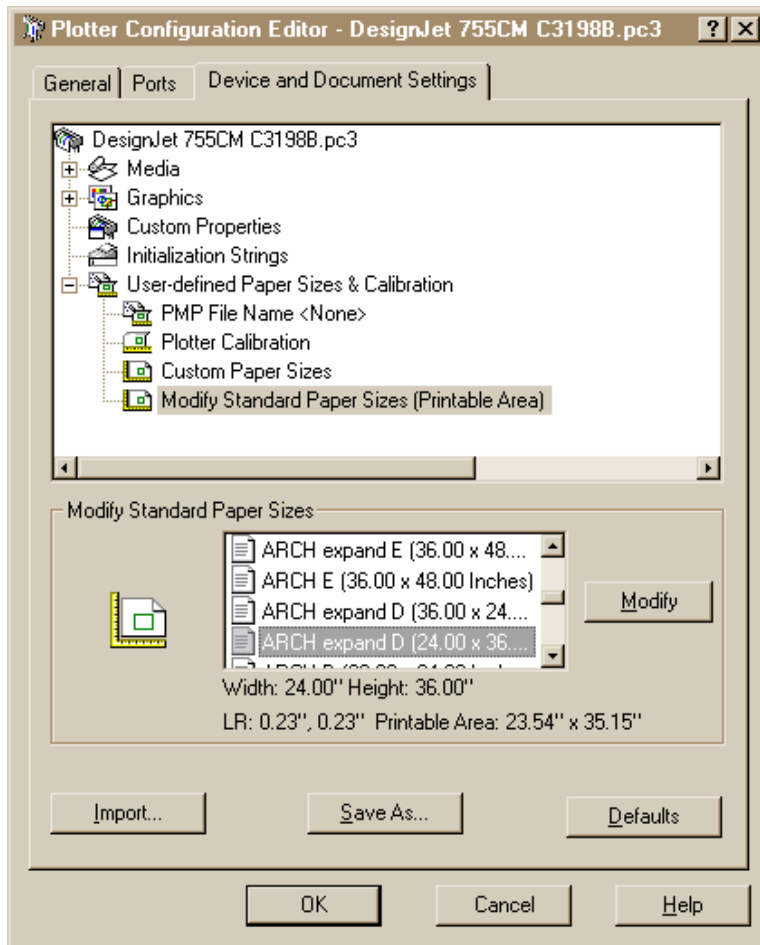 Plotter Configuration Editor - DesignJet 755CM C3198B.pc3
General Ports Device and Document Settings
DesignJet 755CM C3198B.pc3
Media
Graphics
Custom Properties
Initialization Strings
User-defined Paper Sizes & Calibration
PMP File Name <None>
Plotter Calibration
Custom Paper Sizes
Modify Standard Paper Sizes (Printable Area)
Modify Standard Paper Sizes
ARCH expand E (36.00 x 48....
ARCH E (36.00 x 48.00 Inches)
ARCH expand D (36.00 x 24....
ARCH expand D (24.00 x 36....
Modify
Width: 24.00'' Height: 36.00''
LR: 0.23'', 0.23'' Printable Area: 23.54'' x 35.15''
Import... Save As... Defaults
OK Cancel Help